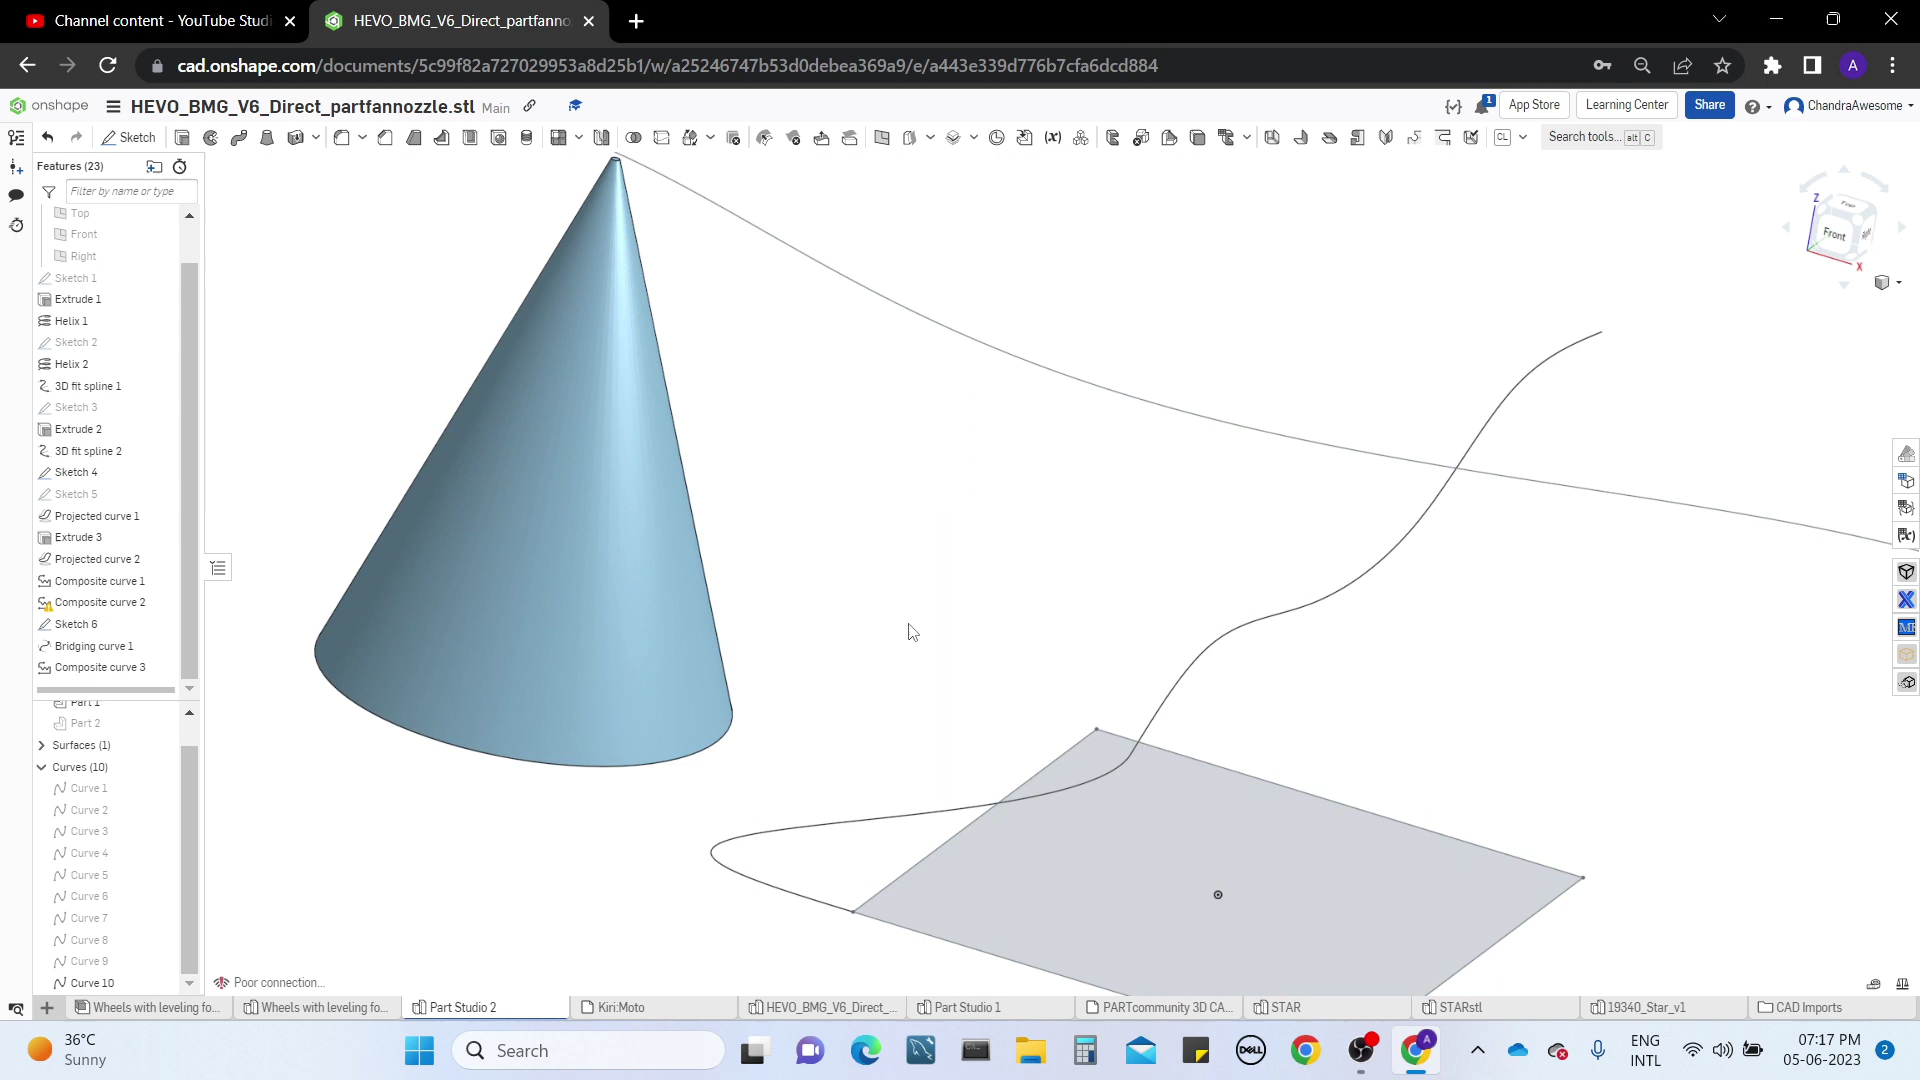 Channel content - YouTube Studi
HEVO_BMG_V6_Direct_partfanno
cad.onshape.com/documents/5c99f82a727029953a8d25b1/w/a25246747b53d0debea369a9/e/a443e339d776b7cfa6dcd884
A
onshape
HEVO_BMG_V6_Direct_partfannozzle.stl Main
1
App Store
Learning Center
Share
ChandraAwesome
Sketch
CL
Search tools... alt C
Features (23)
Filter by name or type
Top
Front
Right
Sketch 1
Extrude 1
Helix 1
Sketch 2
Helix 2
3D fit spline 1
Sketch 3
Extrude 2
3D fit spline 2
Sketch 4
Sketch 5
Projected curve 1
Extrude 3
Projected curve 2
Composite curve 1
Composite curve 2
Sketch 6
Bridging curve 1
Composite curve 3
Part 1
Part 2
Surfaces (1)
Curves (10)
Curve 1
Curve 2
Curve 3
Curve 4
Curve 5
Curve 6
Curve 7
Curve 8
Curve 9
Curve 10
Z
Front
X
Poor connection...
Wheels with leveling fo...
Wheels with leveling fo...
Part Studio 2
Kiri:Moto
HEVO_BMG_V6_Direct_...
Part Studio 1
PARTcommunity 3D CA...
STAR
STARstl
19340_Star_v1
CAD Imports
36°C
Sunny
Search
DELL
A
ENG
INTL
07:17 PM
05-06-2023
2